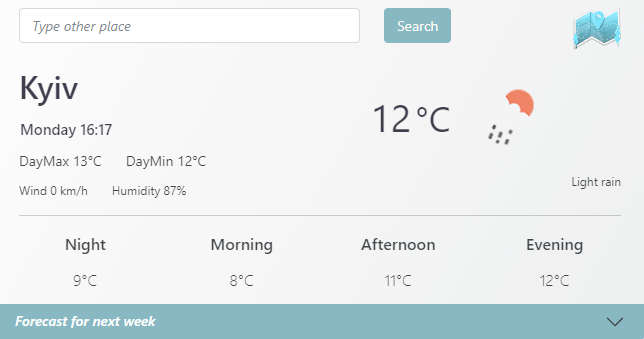 Type other place
Search
Kyiv
Monday 16:17
12°C
DayMax 13°C DayMin 12°C
Wind 0 km/h Humidity 87%
Light rain
Night Morning Afternoon Evening
9°C 8°C 11°C 12°C
Forecast for next week